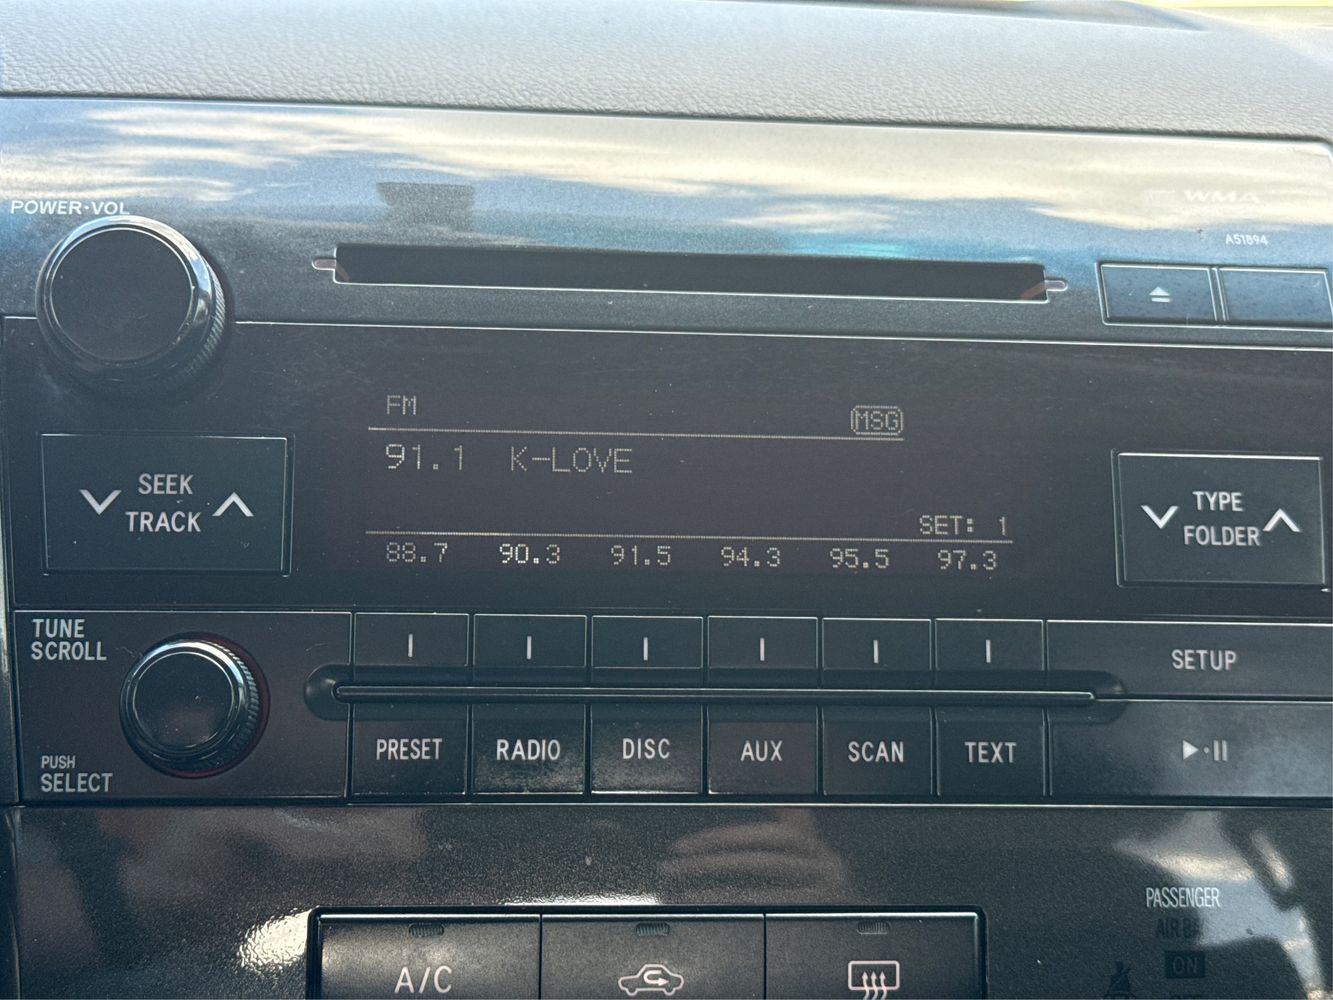 POWER·VOL
WMA
A51894
FM
MSG
91.1 K-LOVE
SET: 1
88.7 90.3 91.5 94.3 95.5 97.3
SEEK
TRACK
TYPE
FOLDER
TUNE
SCROLL
PUSH
SELECT
SETUP
PRESET RADIO DISC AUX SCAN TEXT
PASSENGER
AIR BAG
ON
A/C